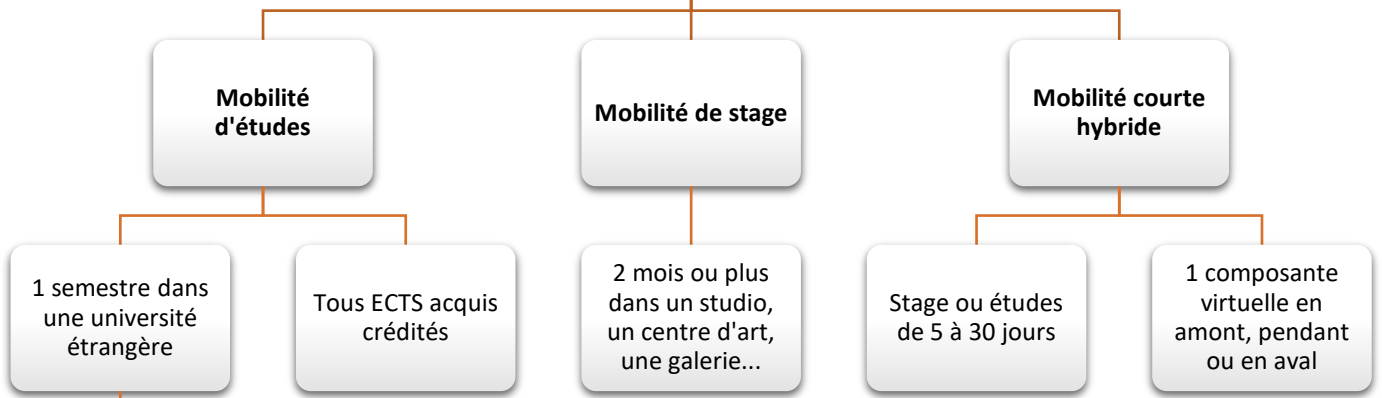 Mobilité
d'études
Mobilité de stage
Mobilité courte
hybride
1 semestre dans
une université
étrangère
Tous ECTS acquis
crédités
2 mois ou plus
dans un studio,
un centre d'art,
une galerie...
Stage ou études
de 5 à 30 jours
1 composante
virtuelle en
amont, pendant
ou en aval